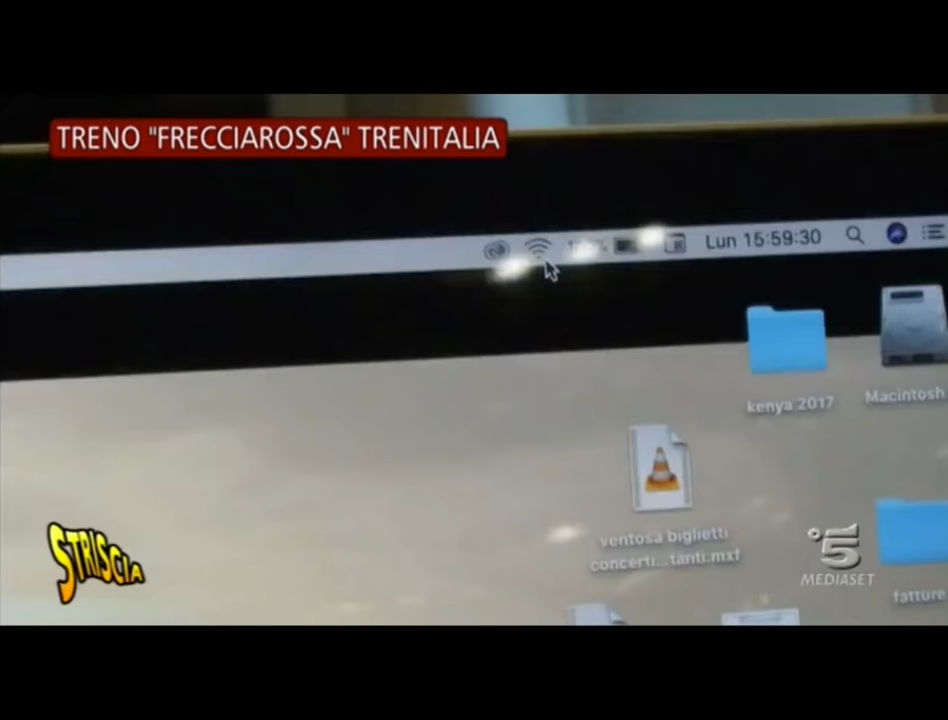 TRENO "FRECCIAROSSA" TRENITALIA
Lun 15:59:30
kenya 2017
Macintosh
ventosa biglietti
concerti...tanti.mxf
fatture
STRISCIA
5
MEDIASET